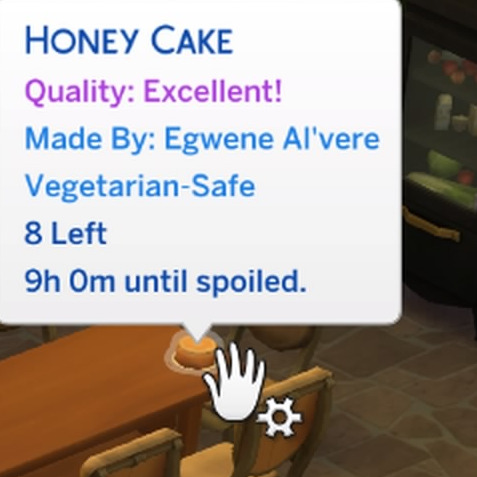 Honey Cake
Quality: Excellent!
Made By: Egwene Al'vere
Vegetarian-Safe
8 Left
9h 0m until spoiled.